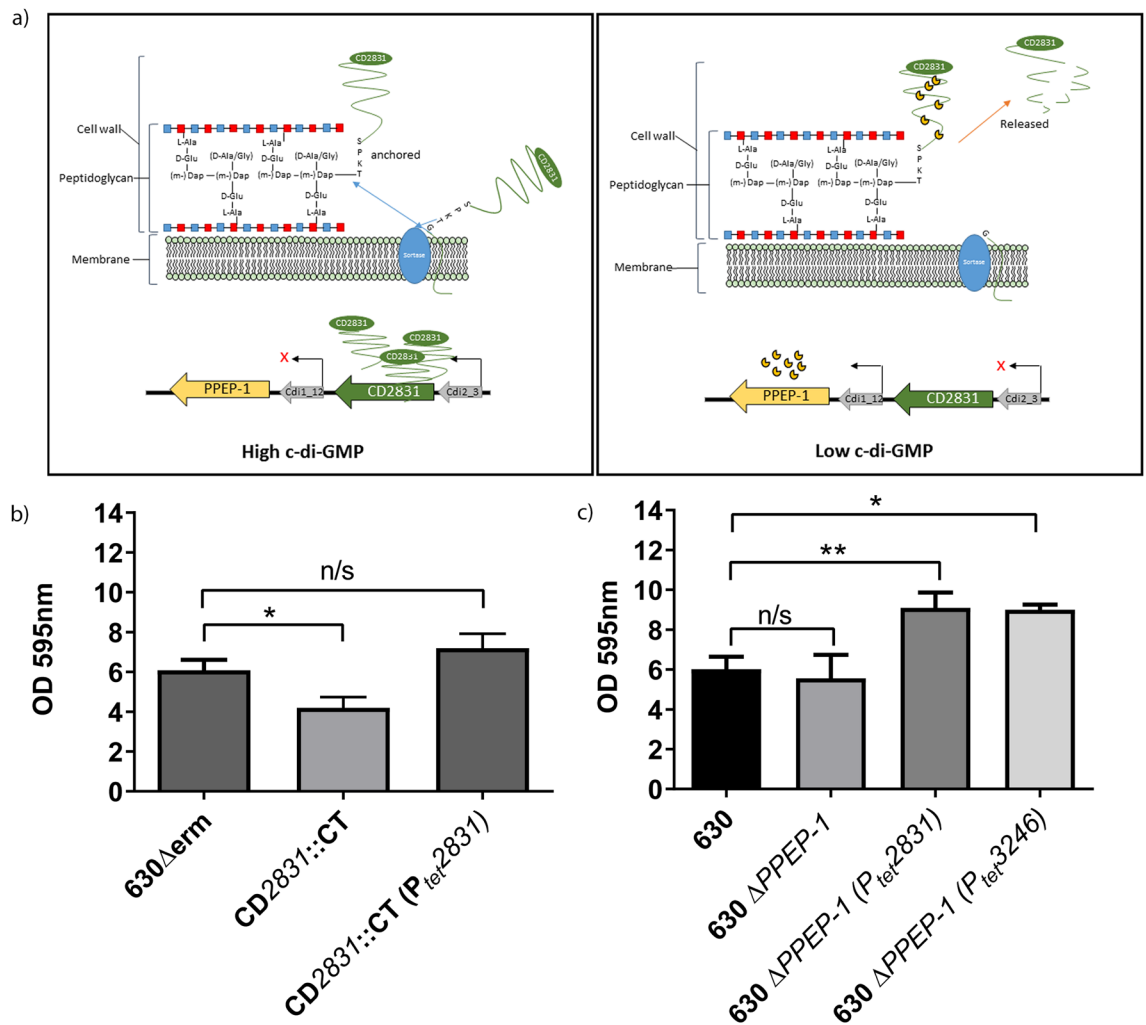 a)
CD2831
Cell wall
Peptidoglycan
Membrane
L-Ala
D-Glu
(m-)
Dap
(D-Ala/Gly)
D-Glu
L-Ala
L-Ala
D-Glu
(m-)
Dap
(D-Ala/Gly)
(m-)
Dap
D-Glu
L-Ala
S
P
K
T
anchored
CD2831
S P K T G
Sortase
CD2831
CD2831
CD2831
X
PPEP-1
Cdi1_12
CD2831
Cdi2_3
High c-di-GMP
CD2831
CD2831
Released
Cell wall
Peptidoglycan
Membrane
L-Ala
D-Glu
(m-)
Dap
(D-Ala/Gly)
(m-)
Dap
D-Glu
L-Ala
L-Ala
D-Glu
(m-)
Dap
(D-Ala/Gly)
(m-)
Dap
D-Glu
L-Ala
S
P
K
T
G
Sortase
X
PPEP-1
Cdi1_12
CD2831
Cdi2_3
Low c-di-GMP
b)
OD 595nm
14
12
10
8
6
4
2
0
n/s
*
630Δerm
CD2831::CT
CD2831::CT (Ptet2831)
c)
OD 595nm
14
12
10
8
6
4
2
0
*
**
n/s
630
630 ΔPPEP-1
630 ΔPPEP-1 (Ptet2831)
630 ΔPPEP-1 (Ptet3246)